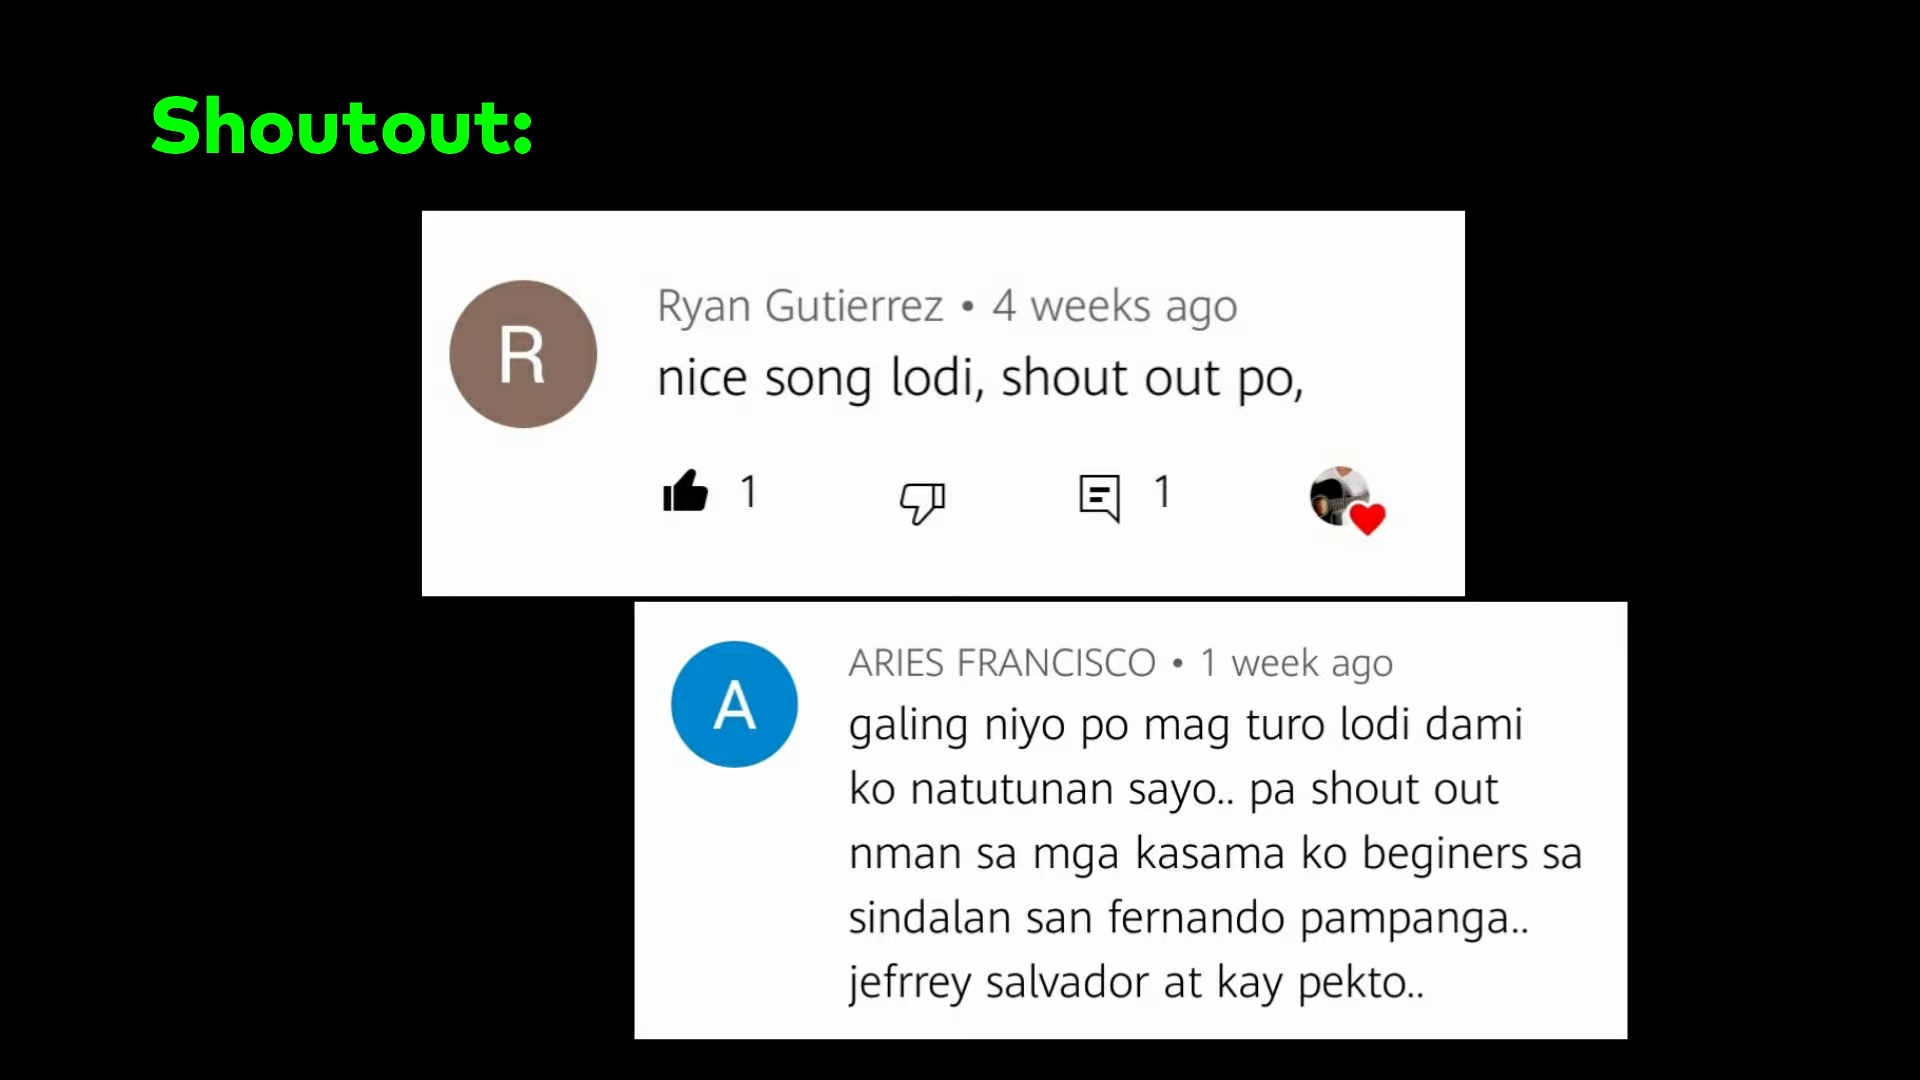 Shoutout:
R
Ryan Gutierrez • 4 weeks ago
nice song lodi, shout out po,
1
1
A
ARIES FRANCISCO • 1 week ago
galing niyo po mag turo lodi dami
ko natutunan sayo.. pa shout out
nman sa mga kasama ko beginers sa
sindalan san fernando pampanga..
jefrrey salvador at kay pekto..